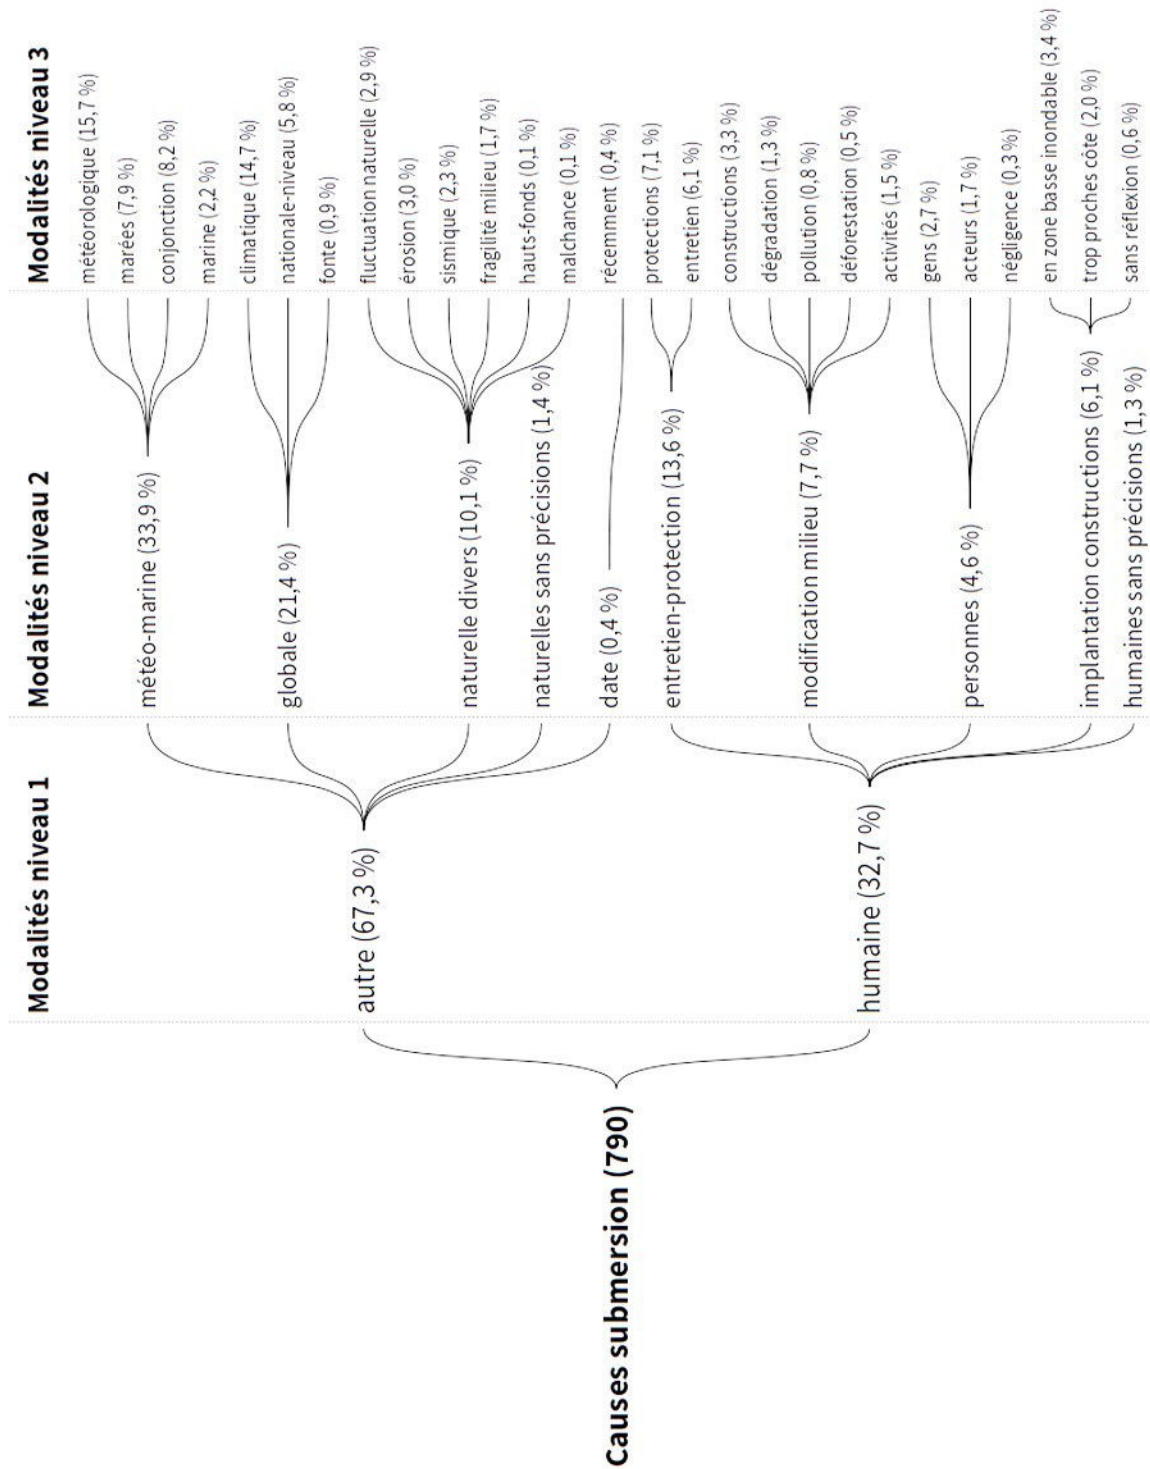 Modalités niveau 1
Modalités niveau 2
Modalités niveau 3
Causes submersion (790)
autre (67,3 %)
météo-marine (33,9 %)
météorologique (15,7 %)
marées (7,9 %)
conjonction (8,2 %)
marine (2,2 %)
globale (21,4 %)
climatique (14,7 %)
nationale-niveau (5,8 %)
fonte (0,9 %)
naturelle divers (10,1 %)
fluctuation naturelle (2,9 %)
érosion (3,0 %)
sismique (2,3 %)
fragilité milieu (1,7 %)
hauts-fonds (0,1 %)
malchance (0,1 %)
naturelles sans précisions (1,4 %)
date (0,4 %)
récemment (0,4 %)
humaine (32,7 %)
entretien-protection (13,6 %)
protections (7,1 %)
entretien (6,1 %)
modification milieu (7,7 %)
constructions (3,3 %)
dégradation (1,3 %)
pollution (0,8 %)
déforestation (0,5 %)
activités (1,5 %)
personnes (4,6 %)
gens (2,7 %)
acteurs (1,7 %)
négligence (0,3 %)
implantation constructions (6,1 %)
en zone basse inondable (3,4 %)
trop proches côte (2,0 %)
sans réflexion (0,6 %)
humaines sans précisions (1,3 %)